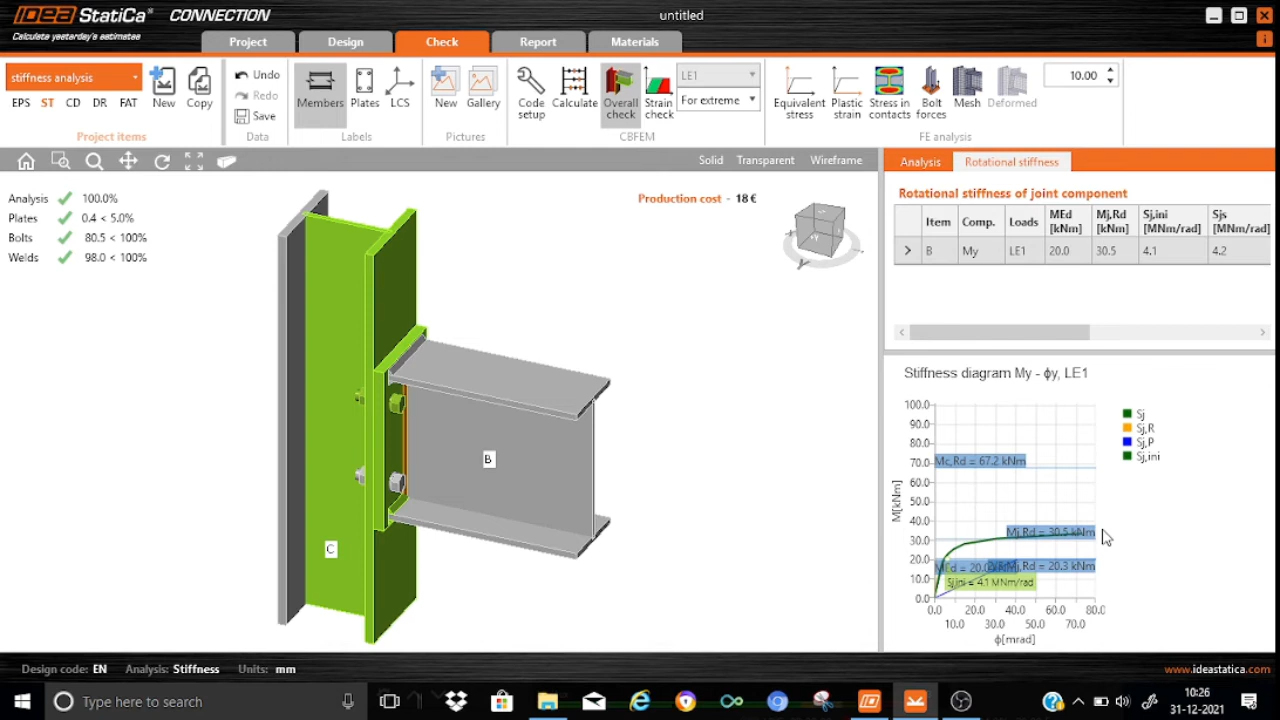 IDEA StatiCa® CONNECTION
Calculate yesterday's estimates
untitled
i
Project Design Check Report Materials
stiffness analysis
EPS ST CD DR FAT
New Copy
Project items
Undo
Redo
Save
Data
Members Plates LCS
Labels
New Gallery
Pictures
Code setup Calculate Overall check Strain check
LE1
For extreme
CBFEM
Equivalent stress Plastic strain Stress in contacts Bolt forces Mesh Deformed
10.00
FE analysis
Solid Transparent Wireframe
Analysis 100.0%
Plates 0.4 < 5.0%
Bolts 80.5 < 100%
Welds 98.0 < 100%
Production cost - 18 €
B
C
Analysis Rotational stiffness
Rotational stiffness of joint component
Item Comp. Loads MEd [kNm] Mj,Rd [kNm] Sj,ini [MNm/rad] Sjs [MNm/rad]
> B My LE1 20.0 30.5 4.1 4.2
Stiffness diagram My - ϕy, LE1
100.0
90.0
80.0
70.0
60.0
50.0
40.0
30.0
20.0
10.0
0.0
M[kNm]
Mc,Rd = 67.2 kNm
Mj,Rd = 30.5 kNm
MEd = 20.0
Mj,Rd = 20.3 kNm
Sj,ini = 4.1 MNm/rad
0.0 20.0 40.0 60.0 80.0
10.0 30.0 50.0 70.0
ϕ[mrad]
Sj
Sj,R
Sj,P
Sj,ini
Design code: EN Analysis: Stiffness Units: mm
www.ideastatica.com
Type here to search
10:26
31-12-2021